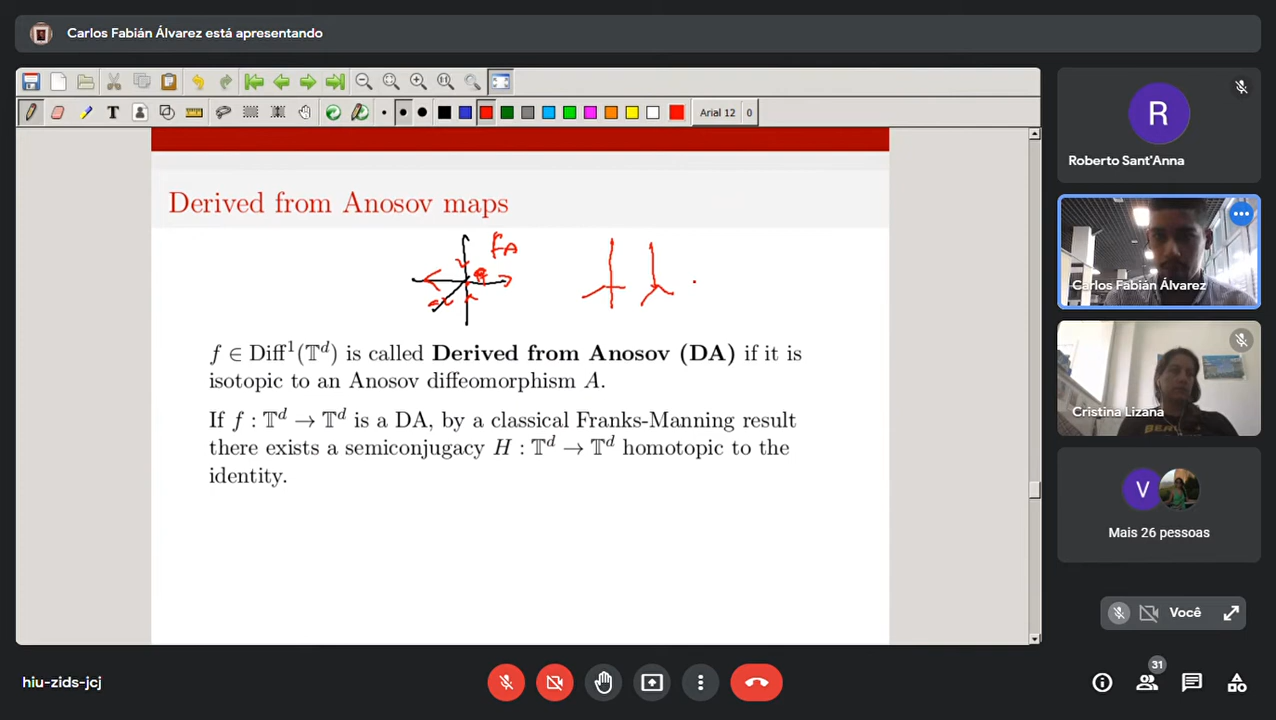 Carlos Fabián Álvarez está apresentando
T
Arial 12
0
Derived from Anosov maps
f_A
f ∈ Diff¹(𝕋ᵈ) is called Derived from Anosov (DA) if it is
isotopic to an Anosov diffeomorphism A.
If f : 𝕋ᵈ → 𝕋ᵈ is a DA, by a classical Franks-Manning result
there exists a semiconjugacy H : 𝕋ᵈ → 𝕋ᵈ homotopic to the
identity.
R
Roberto Sant'Anna
Carlos Fabián Álvarez
Cristina Lizana
V
Mais 26 pessoas
Você
hiu-zids-jcj
31